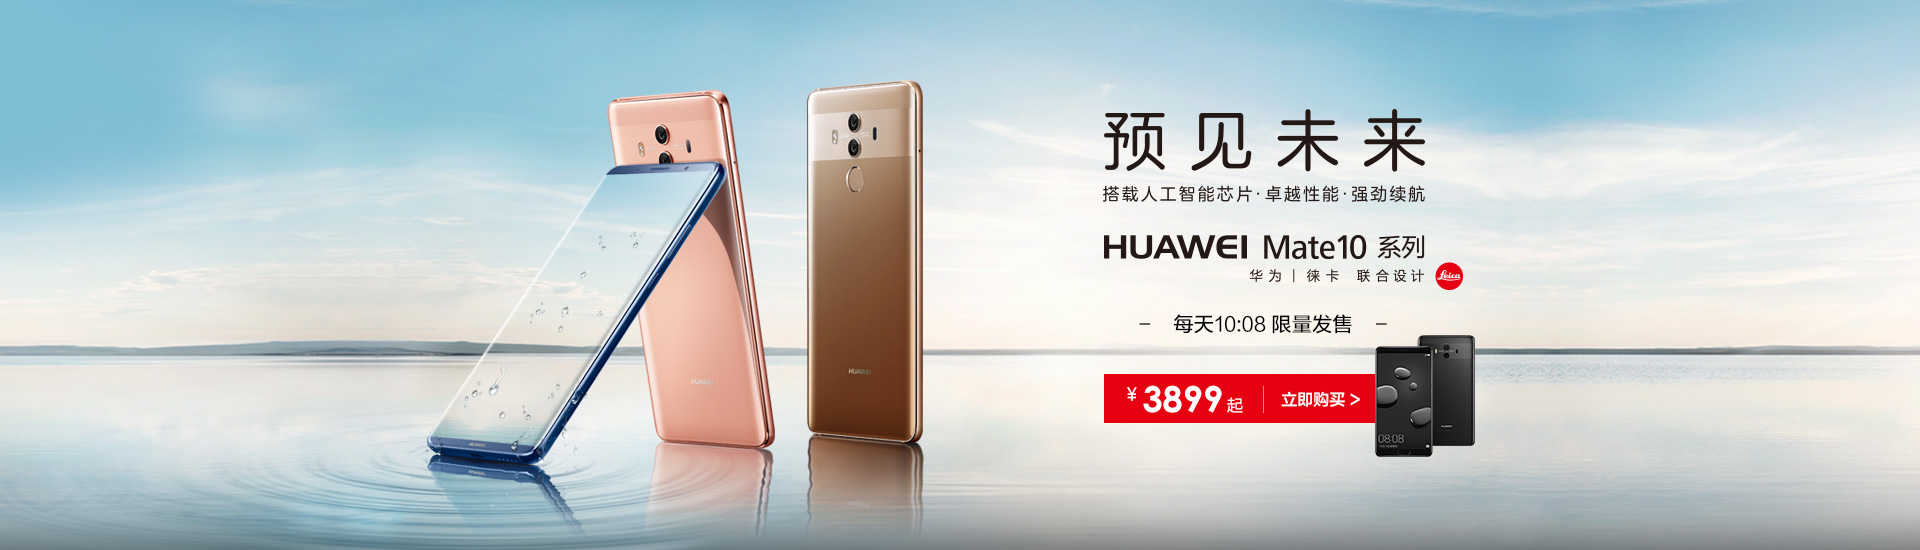 预见未来
搭载人工智能芯片·卓越性能·强劲续航
HUAWEI Mate10 系列
华为 | 徕卡 联合设计 Leica
– 每天10:08 限量发售 –
¥3899起 | 立即购买 >
08:08
HUAWEI
HUAWEI
HUAWEI
HUAWEI